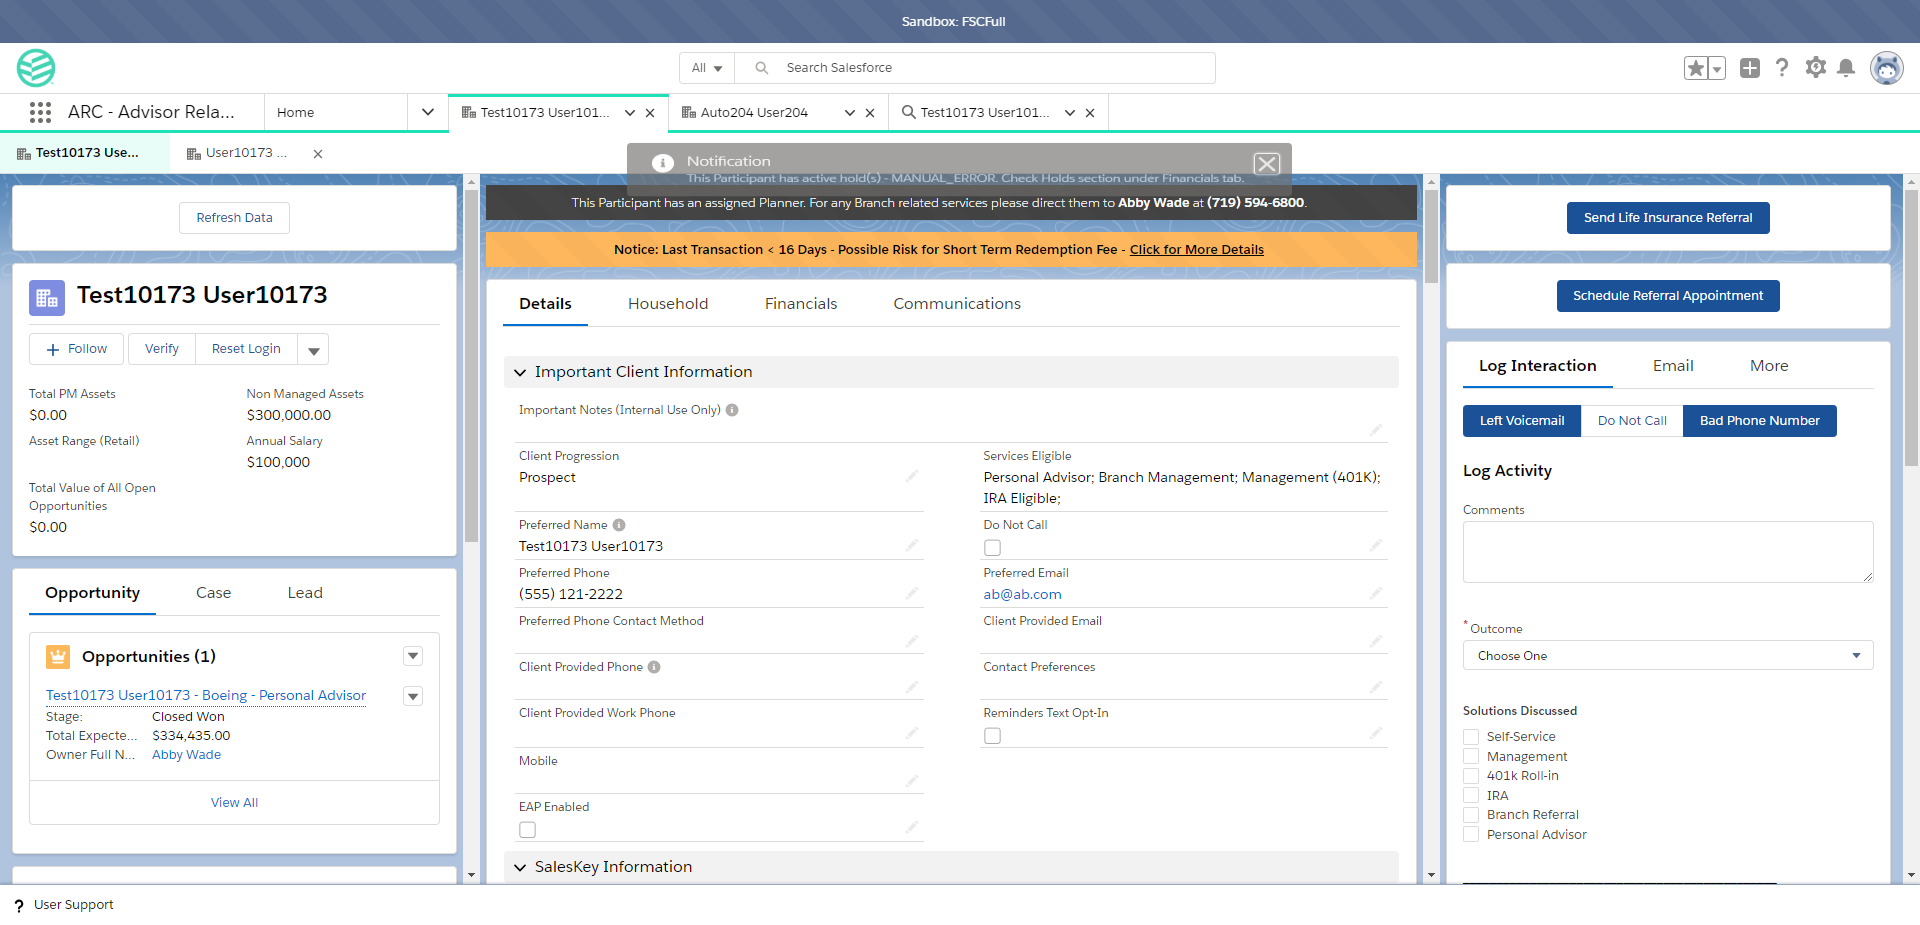 Sandbox: FSCFull
All
Search Salesforce
ARC - Advisor Rela...
Home
Test10173 User101...
Auto204 User204
Test10173 User101...
Test10173 Use...
User10173 ...
Notification
This Participant has active hold(s) - MANUAL_ERROR. Check Holds section under Financials tab.
Refresh Data
Test10173 User10173
Follow
Verify
Reset Login
Total PM Assets
$0.00
Non Managed Assets
$300,000.00
Asset Range (Retail)
Annual Salary
$100,000
Total Value of All Open
Opportunities
$0.00
Opportunity
Case
Lead
Opportunities (1)
Test10173 User10173 - Boeing - Personal Advisor
Stage: Closed Won
Total Expecte... $334,435.00
Owner Full N... Abby Wade
View All
This Participant has an assigned Planner. For any Branch related services please direct them to Abby Wade at (719) 594-6800.
Notice: Last Transaction < 16 Days - Possible Risk for Short Term Redemption Fee - Click for More Details
Details
Household
Financials
Communications
Important Client Information
Important Notes (Internal Use Only)
Client Progression
Prospect
Services Eligible
Personal Advisor; Branch Management; Management (401K);
IRA Eligible;
Preferred Name
Test10173 User10173
Do Not Call
Preferred Phone
(555) 121-2222
Preferred Email
ab@ab.com
Preferred Phone Contact Method
Client Provided Email
Client Provided Phone
Contact Preferences
Client Provided Work Phone
Reminders Text Opt-In
Mobile
EAP Enabled
SalesKey Information
Send Life Insurance Referral
Schedule Referral Appointment
Log Interaction
Email
More
Left Voicemail
Do Not Call
Bad Phone Number
Log Activity
Comments
* Outcome
Choose One
Solutions Discussed
Self-Service
Management
401k Roll-in
IRA
Branch Referral
Personal Advisor
? User Support